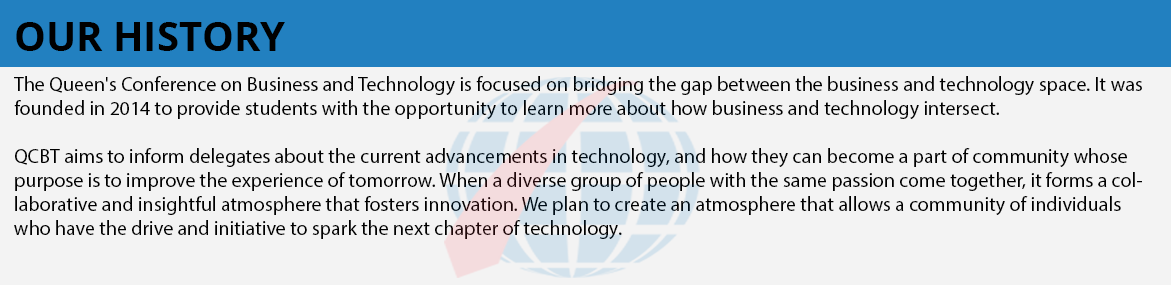 OUR HISTORY
The Queen's Conference on Business and Technology is focused on bridging the gap between the business and technology space. It was
founded in 2014 to provide students with the opportunity to learn more about how business and technology intersect.
QCBT aims to inform delegates about the current advancements in technology, and how they can become a part of community whose
purpose is to improve the experience of tomorrow. When a diverse group of people with the same passion come together, it forms a col-
laborative and insightful atmosphere that fosters innovation. We plan to create an atmosphere that allows a community of individuals
who have the drive and initiative to spark the next chapter of technology.